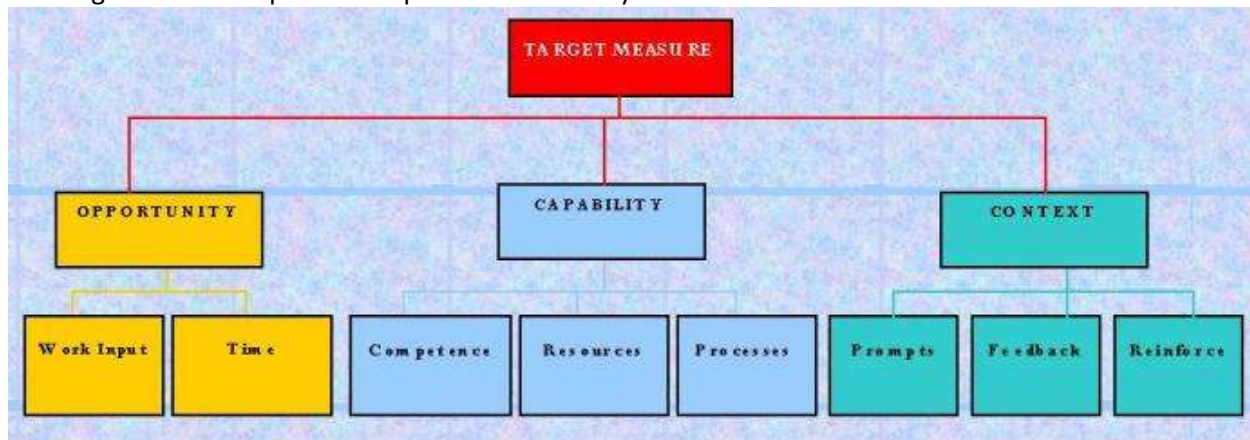 TARGET MEASURE
OPPORTUNITY
CAPABILITY
CONTEXT
Work Input
Time
Competence
Resources
Processes
Prompts
Feedback
Reinforce